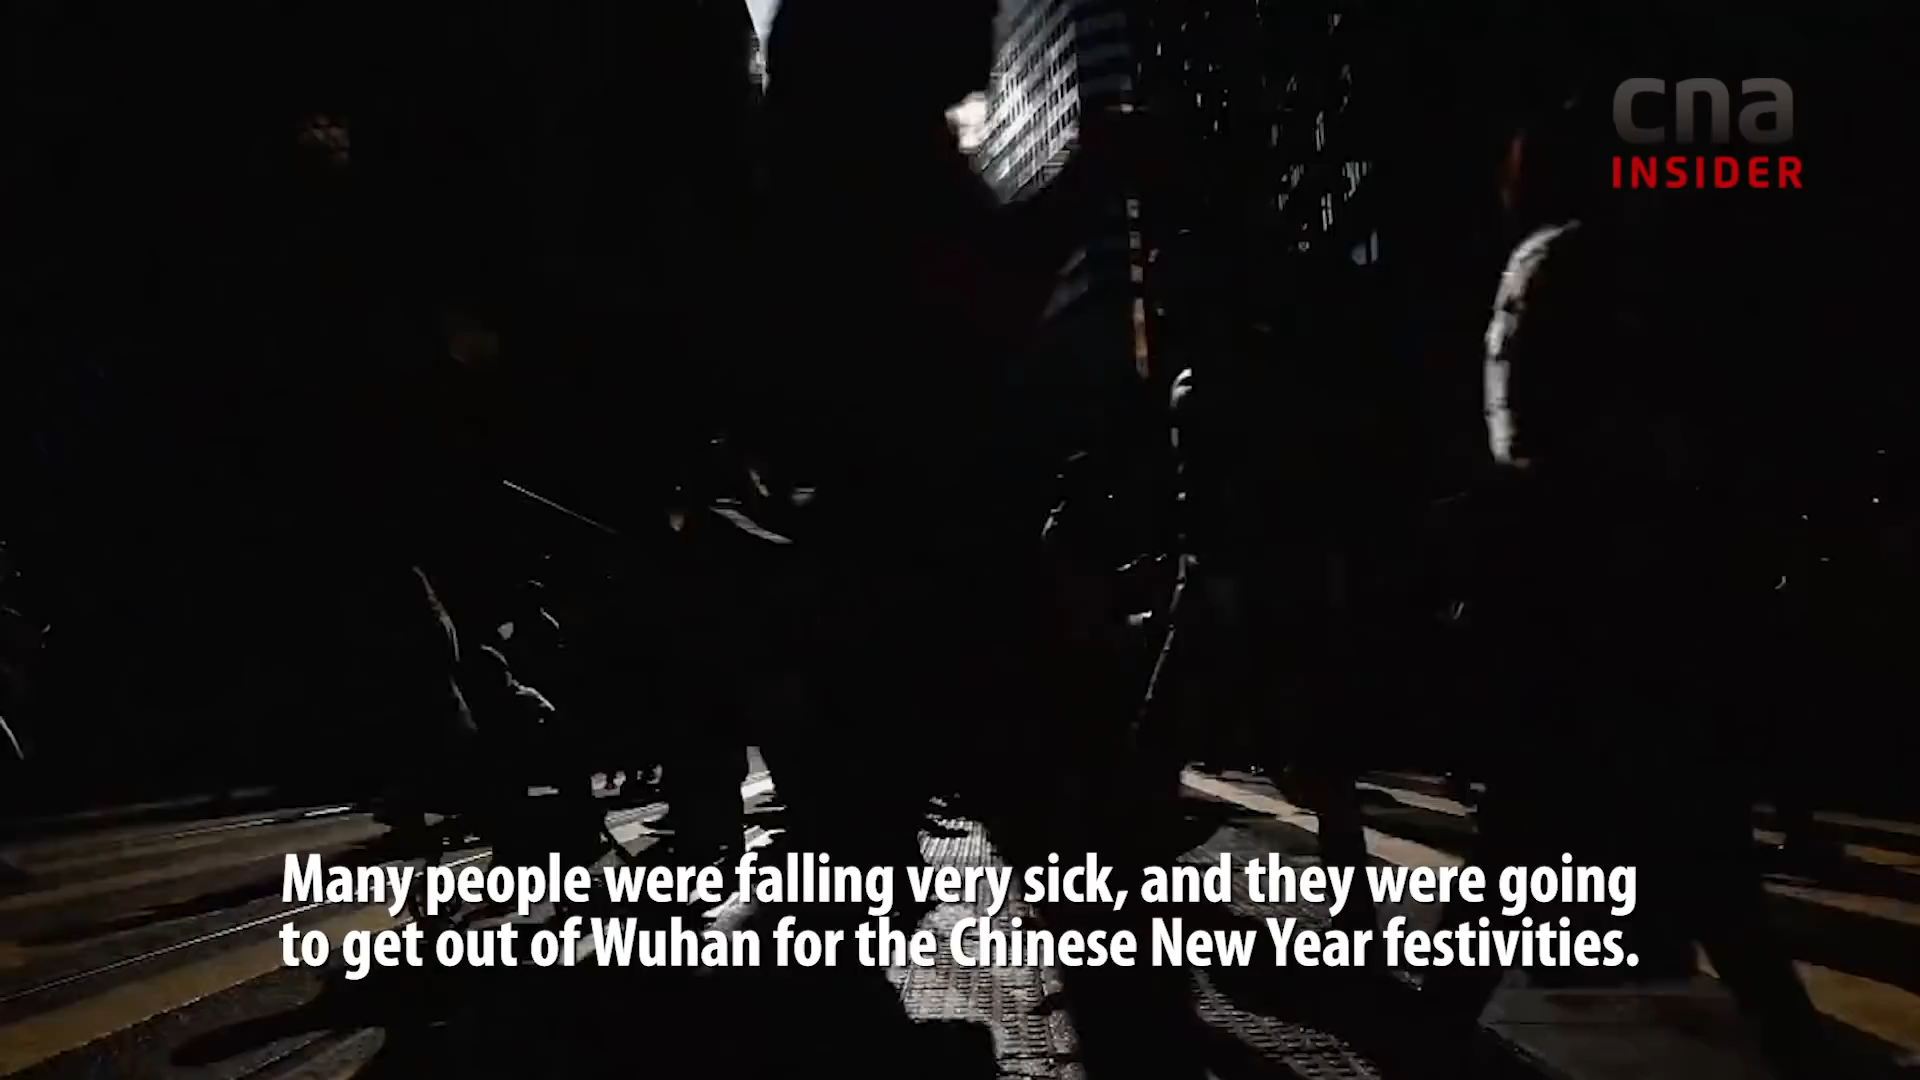 cna
INSIDER
Many people were falling very sick, and they were going
to get out of Wuhan for the Chinese New Year festivities.